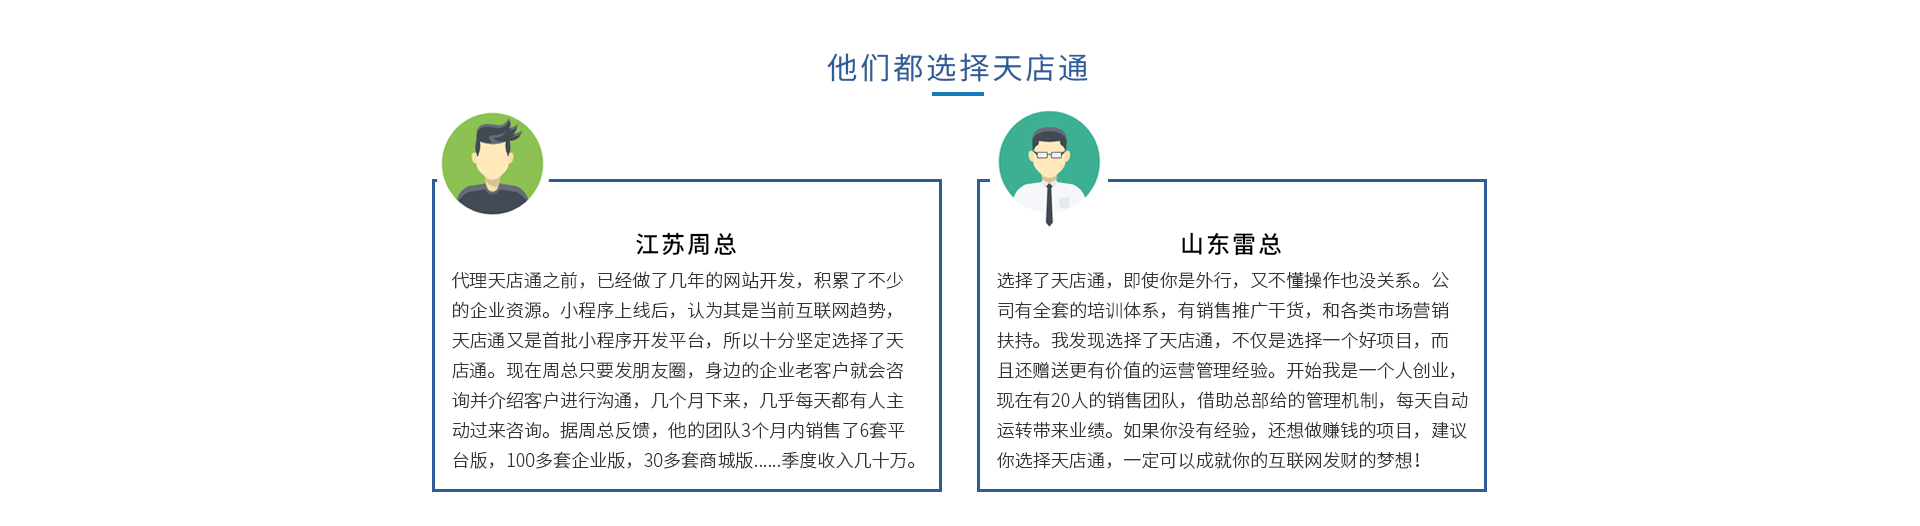 他们都选择天店通
江苏周总
代理天店通之前，已经做了几年的网站开发，积累了不少
的企业资源。小程序上线后，认为其是当前互联网趋势，
天店通又是首批小程序开发平台，所以十分坚定选择了天
店通。现在周总只要发朋友圈，身边的企业老客户就会咨
询并介绍客户进行沟通，几个月下来，几乎每天都有人主
动过来咨询。据周总反馈，他的团队3个月内销售了6套平
台版，100多套企业版，30多套商城版......季度收入几十万。
山东雷总
选择了天店通，即使你是外行，又不懂操作也没关系。公
司有全套的培训体系，有销售推广干货，和各类市场营销
扶持。我发现选择了天店通，不仅是选择一个好项目，而
且还赠送更有价值的运营管理经验。开始我是一个人创业，
现在有20人的销售团队，借助总部给的管理机制，每天自动
运转带来业绩。如果你没有经验，还想做赚钱的项目，建议
你选择天店通，一定可以成就你的互联网发财的梦想！